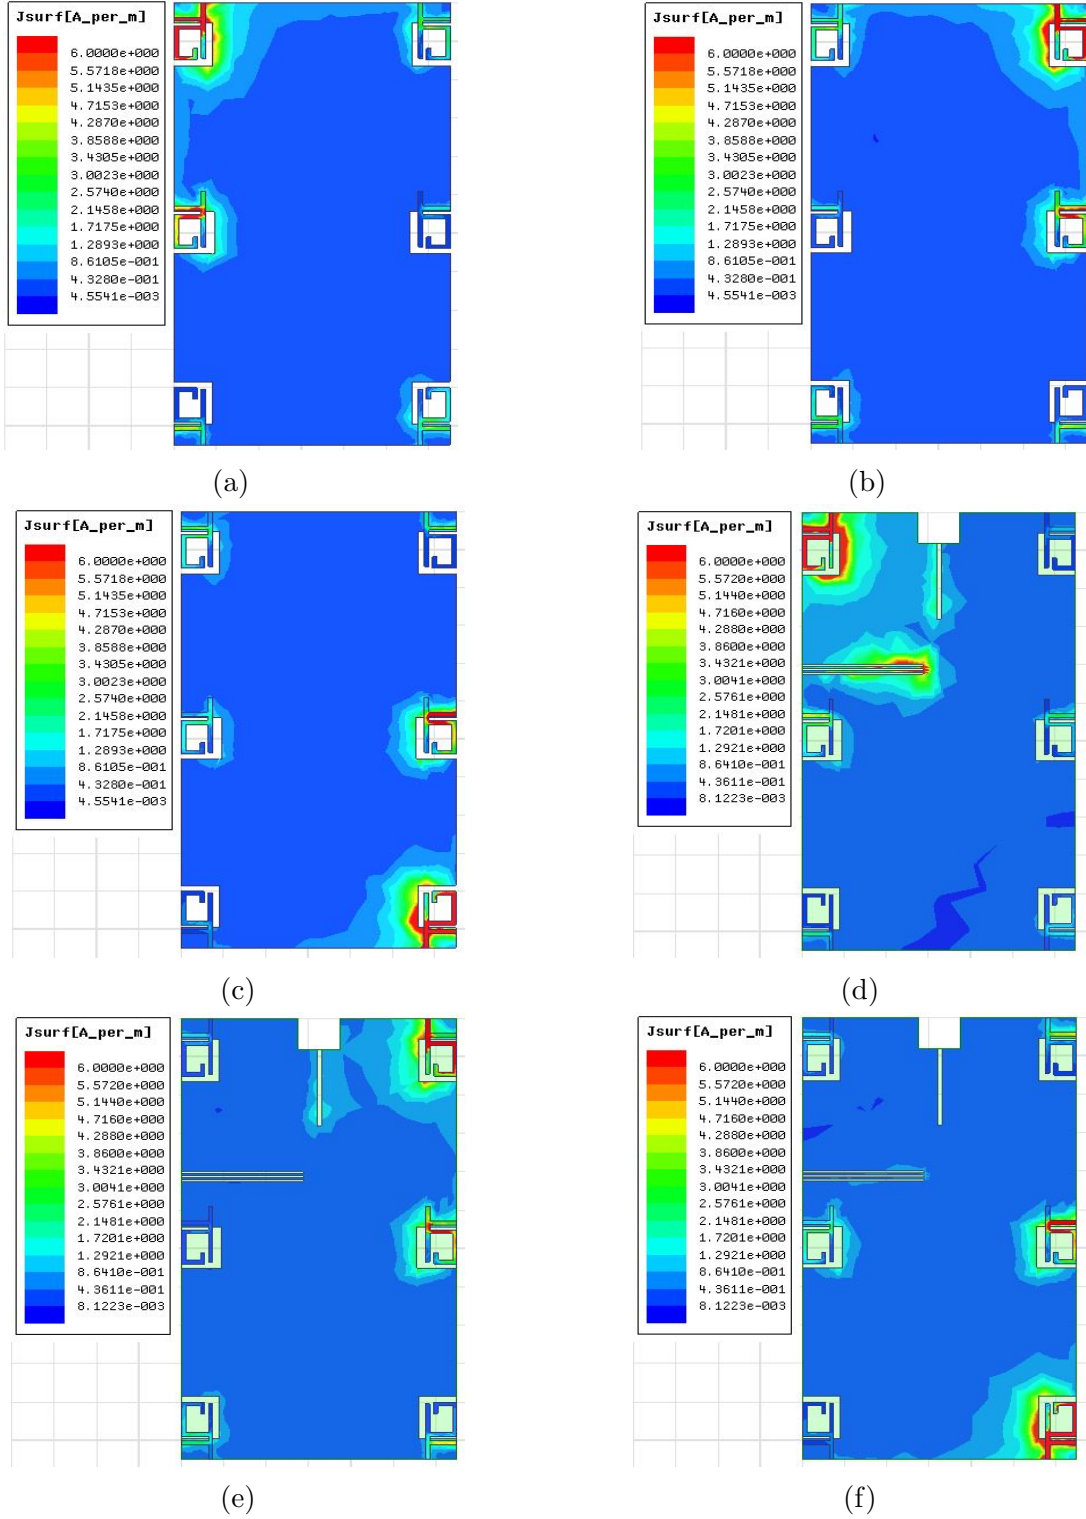 Jsurf[A_per_m]
6.0000e+000
5.5718e+000
5.1435e+000
4.7153e+000
4.2870e+000
3.8588e+000
3.4305e+000
3.0023e+000
2.5740e+000
2.1458e+000
1.7175e+000
1.2893e+000
8.6105e-001
4.3280e-001
4.5541e-003
(a)
Jsurf[A_per_m]
6.0000e+000
5.5718e+000
5.1435e+000
4.7153e+000
4.2870e+000
3.8588e+000
3.4305e+000
3.0023e+000
2.5740e+000
2.1458e+000
1.7175e+000
1.2893e+000
8.6105e-001
4.3280e-001
4.5541e-003
(b)
Jsurf[A_per_m]
6.0000e+000
5.5718e+000
5.1435e+000
4.7153e+000
4.2870e+000
3.8588e+000
3.4305e+000
3.0023e+000
2.5740e+000
2.1458e+000
1.7175e+000
1.2893e+000
8.6105e-001
4.3280e-001
4.5541e-003
(c)
Jsurf[A_per_m]
6.0000e+000
5.5720e+000
5.1440e+000
4.7160e+000
4.2880e+000
3.8600e+000
3.4321e+000
3.0041e+000
2.5761e+000
2.1481e+000
1.7201e+000
1.2921e+000
8.6410e-001
4.3611e-001
8.1223e-003
(d)
Jsurf[A_per_m]
6.0000e+000
5.5720e+000
5.1440e+000
4.7160e+000
4.2880e+000
3.8600e+000
3.4321e+000
3.0041e+000
2.5761e+000
2.1481e+000
1.7201e+000
1.2921e+000
8.6410e-001
4.3611e-001
8.1223e-003
(e)
Jsurf[A_per_m]
6.0000e+000
5.5720e+000
5.1440e+000
4.7160e+000
4.2880e+000
3.8600e+000
3.4321e+000
3.0041e+000
2.5761e+000
2.1481e+000
1.7201e+000
1.2921e+000
8.6410e-001
4.3611e-001
8.1223e-003
(f)